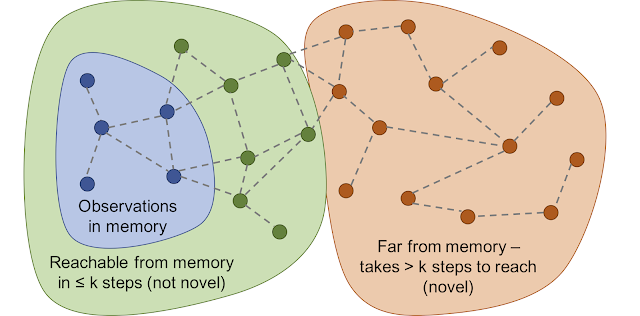 Observations
in memory
Reachable from memory
in ≤ k steps (not novel)
Far from memory –
takes > k steps to reach
(novel)